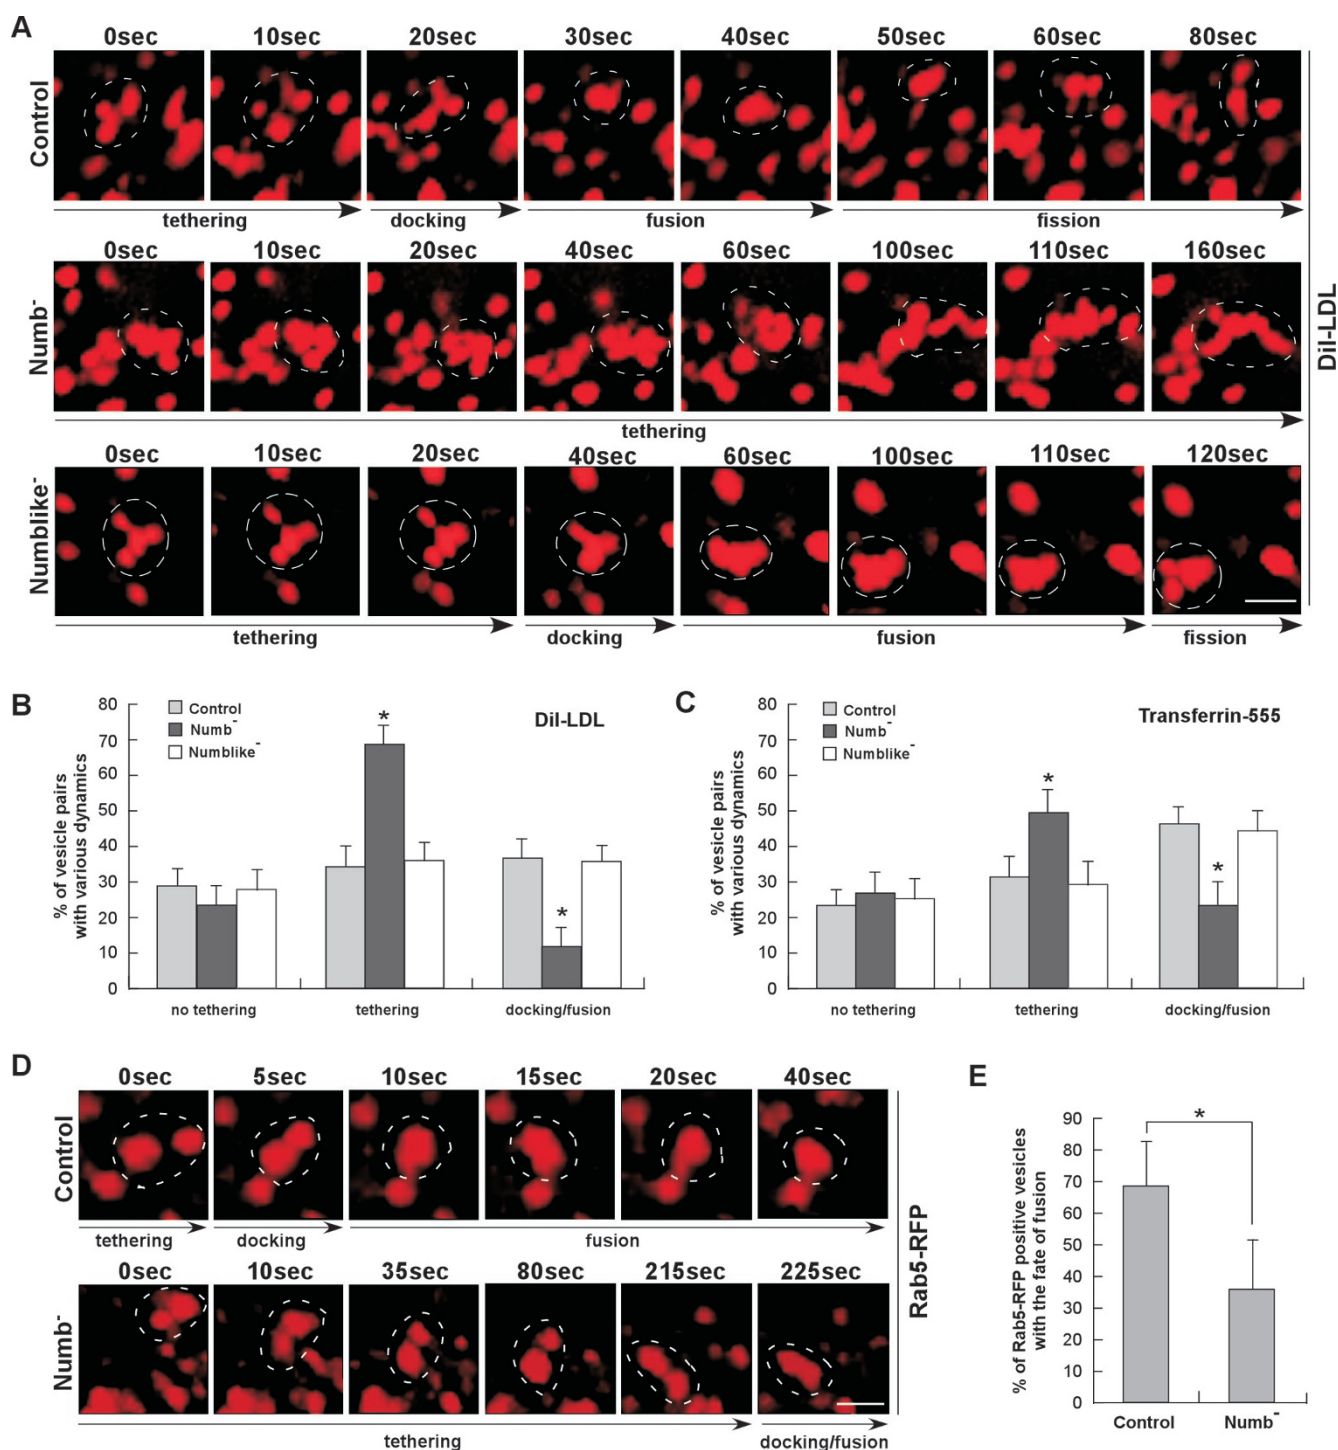 A
0sec 10sec 20sec 30sec 40sec 50sec 60sec 80sec
Control
tethering docking fusion fission
0sec 10sec 20sec 40sec 60sec 100sec 110sec 160sec
Numb-
tethering
0sec 10sec 20sec 40sec 60sec 100sec 110sec 120sec
Numblike-
tethering docking fusion fission
DiI-LDL
B
DiI-LDL
Control
Numb-
Numblike-
% of vesicle pairs
with various dynamics
80
70
60
50
40
30
20
10
0
*
*
no tethering tethering docking/fusion
C
Transferrin-555
Control
Numb-
Numblike-
% of vesicle pairs
with various dynamics
80
70
60
50
40
30
20
10
0
*
*
no tethering tethering docking/fusion
D
0sec 5sec 10sec 15sec 20sec 40sec
Control
tethering docking fusion
0sec 10sec 35sec 80sec 215sec 225sec
Numb-
tethering docking/fusion
Rab5-RFP
E
% of Rab5-RFP positive vesicles
with the fate of fusion
90
80
70
60
50
40
30
20
10
0
*
Control Numb-